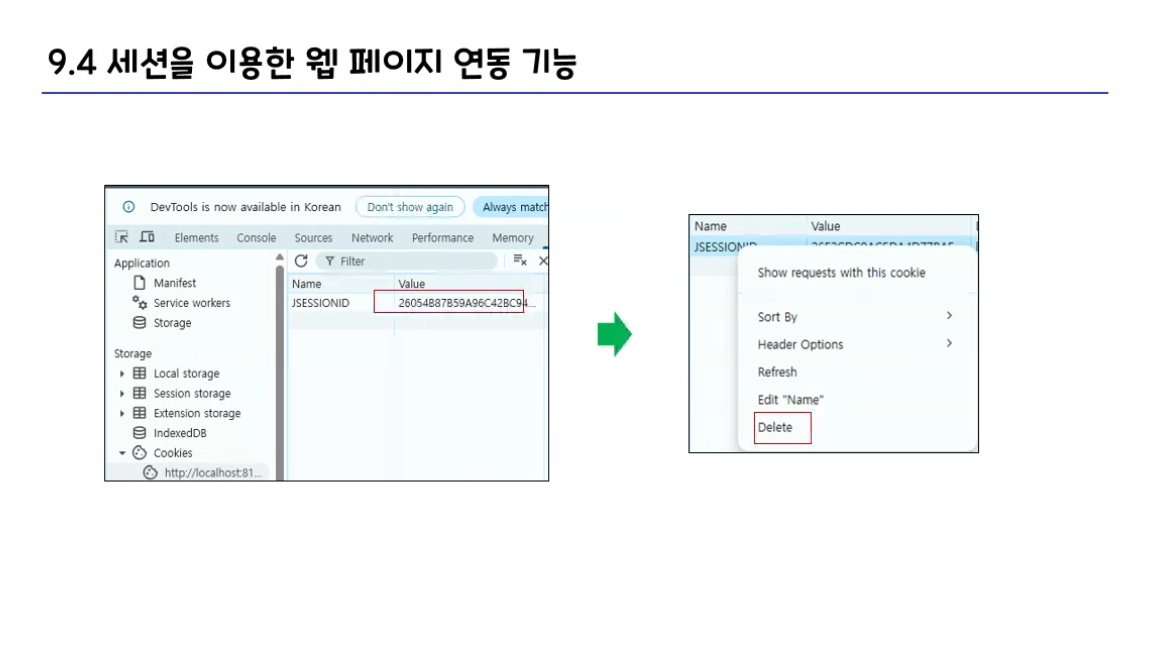 9.4 세션을 이용한 웹 페이지 연동 기능
DevTools is now available in Korean Don't show again Always match
Elements Console Sources Network Performance Memory
Application
Manifest
Service workers
Storage
Storage
Local storage
Session storage
Extension storage
IndexedDB
Cookies
http://localhost:81...
Filter
Name Value
JSESSIONID 26054B87B59A96C42BC94...
Name Value
JSESSIONID
Show requests with this cookie
Sort By
Header Options
Refresh
Edit "Name"
Delete